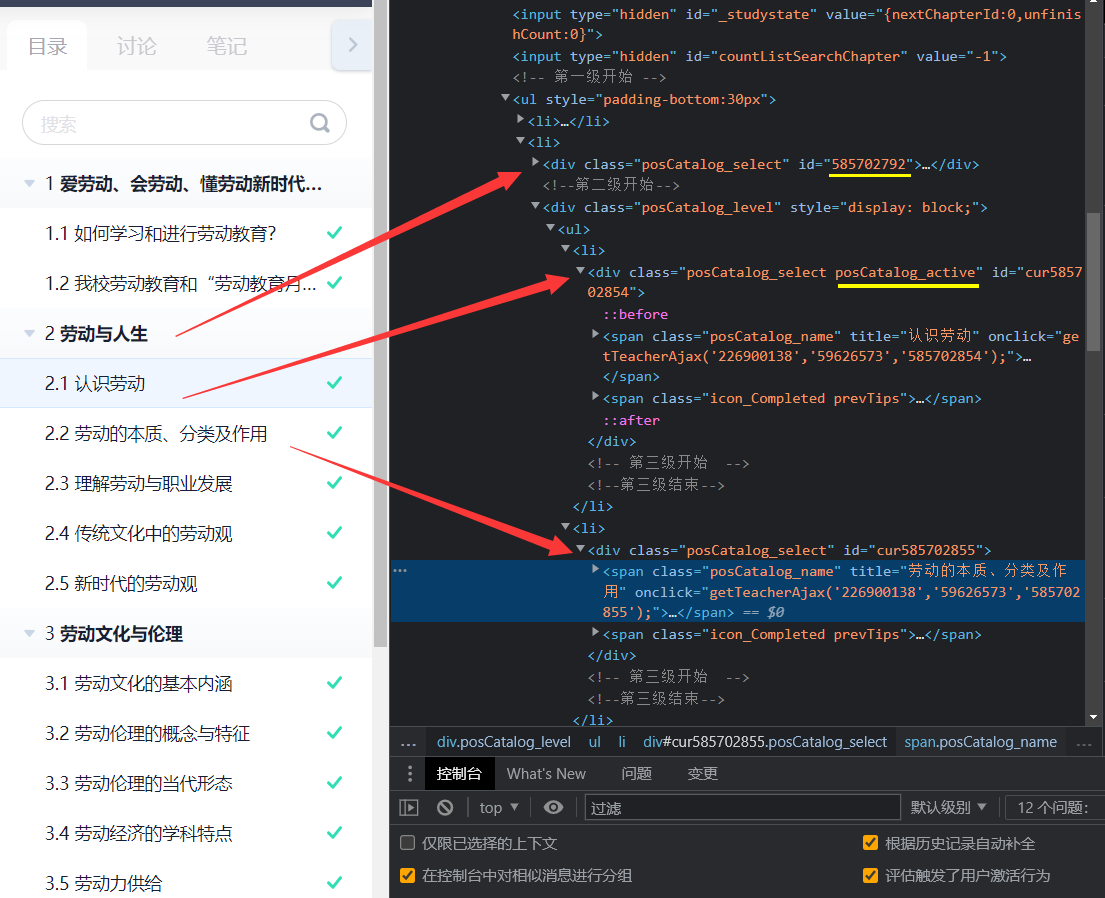 目录
讨论
笔记
搜索
1 爱劳动、会劳动、懂劳动新时代...
1.1 如何学习和进行劳动教育?
1.2 我校劳动教育和“劳动教育月...
2 劳动与人生
2.1 认识劳动
2.2 劳动的本质、分类及作用
2.3 理解劳动与职业发展
2.4 传统文化中的劳动观
2.5 新时代的劳动观
3 劳动文化与伦理
3.1 劳动文化的基本内涵
3.2 劳动伦理的概念与特征
3.3 劳动伦理的当代形态
3.4 劳动经济的学科特点
3.5 劳动力供给
<input type="hidden" id="_studystate" value="{nextChapterId:0,unfinis
hCount:0}">
<input type="hidden" id="countListSearchChapter" value="-1">
<!-- 第一级开始 -->
<ul style="padding-bottom:30px">
<li>…</li>
<li>
<div class="posCatalog_select" id="585702792">…</div>
<!--第二级开始-->
<div class="posCatalog_level" style="display: block;">
<ul>
<li>
<div class="posCatalog_select posCatalog_active" id="cur5857
02854">
::before
<span class="posCatalog_name" title="认识劳动" onclick="ge
tTeacherAjax('226900138','59626573','585702854');">…
</span>
<span class="icon_Completed prevTips">…</span>
::after
</div>
<!-- 第三级开始 -->
<!--第三级结束-->
</li>
<li>
<div class="posCatalog_select" id="cur585702855">
<span class="posCatalog_name" title="劳动的本质、分类及作
用" onclick="getTeacherAjax('226900138','59626573','585702
855');">…</span> == $0
<span class="icon_Completed prevTips">…</span>
</div>
<!-- 第三级开始 -->
<!--第三级结束-->
</li>
... div.posCatalog_level ul li div#cur585702855.posCatalog_select span.posCatalog_name ...
控制台 What's New 问题 变更
top 过滤 默认级别 12 个问题:
仅限已选择的上下文 根据历史记录自动补全
在控制台中对相似消息进行分组 评估触发了用户激活行为